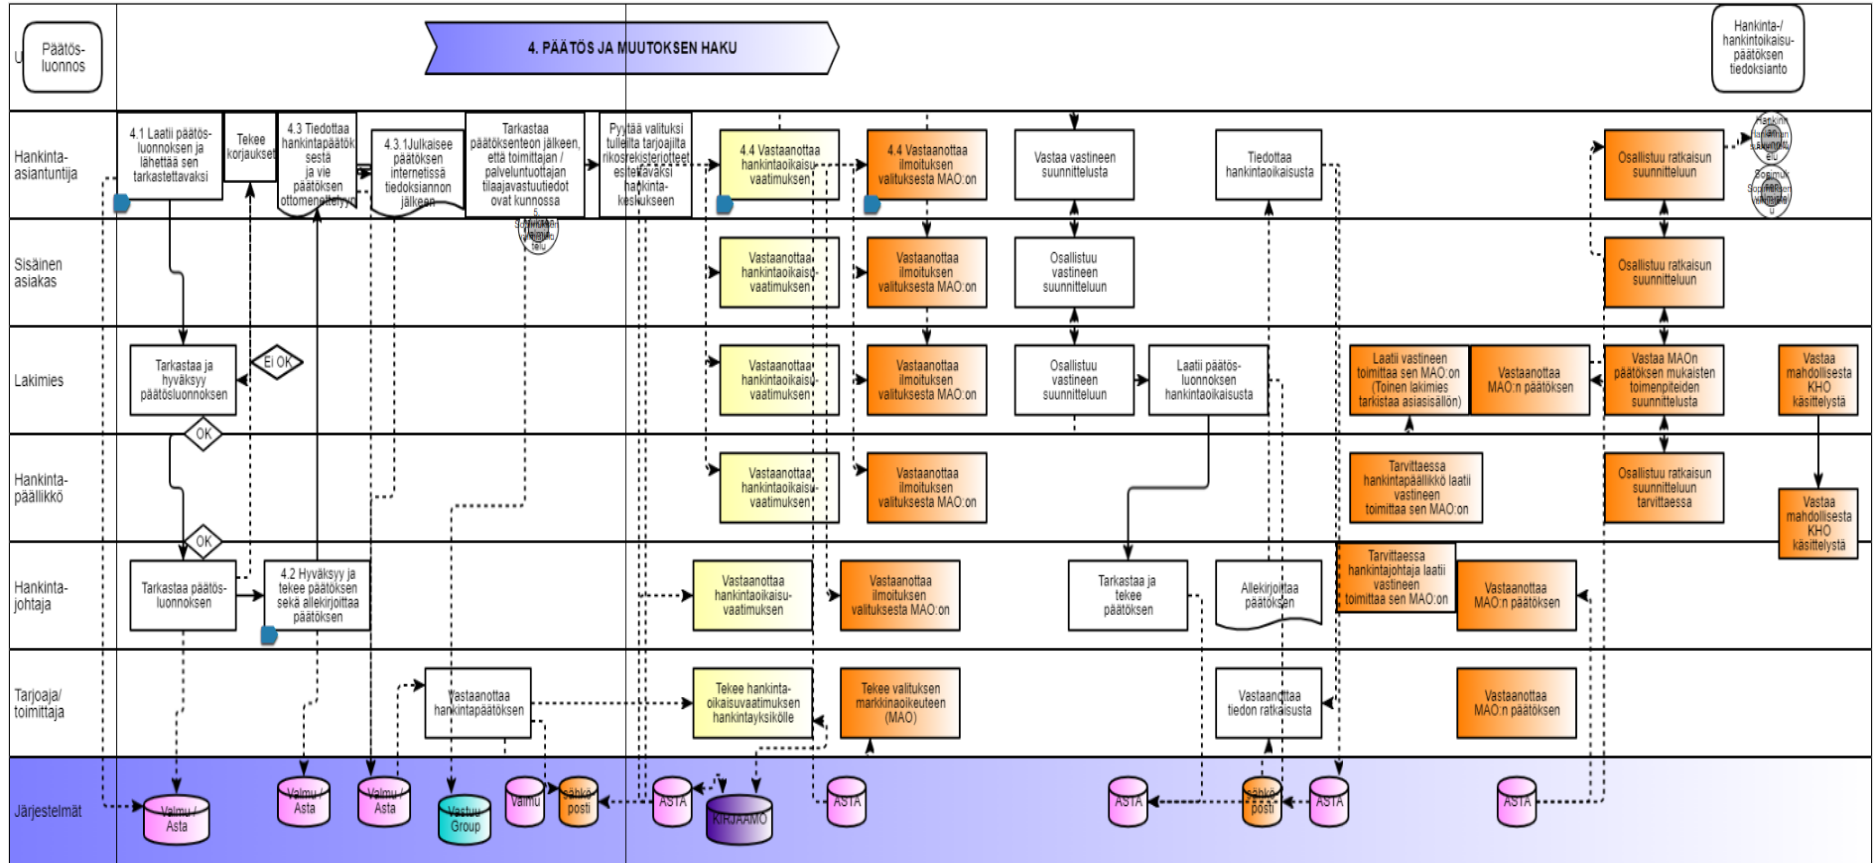 U
Päätös-
luonnos
4. PÄÄTÖS JA MUUTOKSEN HAKU
Hankinta-/
hankintoikaisu-
päätöksen
tiedoksianto
Hankinta-
asiantuntija
4.1 Laatii päätös-
luonnoksen ja
lähettää sen
tarkastettavaksi
Tekee
korjaukset
4.3 Tiedottaa
hankintapäätök
sestä
ja vie
päätöksen
ottomenettelyyn
4.3.1Julkaisee
päätöksen
internetissä
tiedoksiannon
jälkeen
Tarkastaa
päätöksenteon jälkeen,
että toimittajan /
palveluntuottajan
tilaajavastuutiedot
ovat kunnossa
Pyytää valituksi
tulleilta tarjoajilta
rikosrekisteriotteet
esitettäväksi
hankinta-
keskukseen
4.4 Vastaanottaa
hankintaoikaisu-
vaatimuksen
4.4 Vastaanottaa
ilmoituksen
valituksesta MAO:on
Vastaa vastineen
suunnittelusta
Tiedottaa
hankintaoikaisusta
Osallistuu ratkaisun
suunnitteluun
Sisäinen
asiakas
Vastaanottaa
hankintaoikaisu-
vaatimuksen
Vastaanottaa
ilmoituksen
valituksesta MAO:on
Osallistuu
vastineen
suunnitteluun
Osallistuu ratkaisun
suunnitteluun
Lakimies
Tarkastaa ja
hyväksyy
päätösluonnoksen
Ei OK
Vastaanottaa
hankintaoikaisu-
vaatimuksen
Vastaanottaa
ilmoituksen
valituksesta MAO:on
Osallistuu
vastineen
suunnitteluun
Laatii päätös-
luonnoksen
hankintaoikaisusta
Laatii vastineen
toimittaa sen MAO:on
(Toinen lakimies
tarkistaa asiasisällön)
Vastaanottaa
MAO:n päätöksen
Vastaa MAOn
päätöksen mukaisten
toimenpiteiden
suunnittelusta
Vastaa
mahdollisesta
KHO
käsittelystä
OK
Hankinta-
päällikkö
Vastaanottaa
hankintaoikaisu-
vaatimuksen
Vastaanottaa
ilmoituksen
valituksesta MAO:on
Tarvittaessa
hankintapäällikkö laatii
vastineen
toimittaa sen MAO:on
Osallistuu ratkaisun
suunnitteluun
tarvittaessa
Vastaa
mahdollisesta
KHO
käsittelystä
OK
Hankinta-
johtaja
Tarkastaa päätös-
luonnoksen
4.2 Hyväksyy ja
tekee päätöksen
sekä allekirjoittaa
päätöksen
Vastaanottaa
hankintaoikaisu-
vaatimuksen
Vastaanottaa
ilmoituksen
valituksesta MAO:on
Tarkastaa ja
tekee
päätöksen
Allekirjoittaa
päätöksen
Tarvittaessa
hankintajohtaja laatii
vastineen
toimittaa sen MAO:on
Vastaanottaa
MAO:n päätöksen
Tarjoaja/
toimittaja
Vastaanottaa
hankintapäätöksen
Tekee hankinta-
oikaisuvaatimuksen
hankintayksikölle
Tekee valituksen
markkinaoikeuteen
(MAO)
Vastaanottaa
tiedon ratkaisusta
Vastaanottaa
MAO:n päätöksen
Järjestelmät
Valmu /
Asta
Valmu /
Asta
Valmu /
Asta
Vastuu
Group
Valmu
sähkö
posti
ASTA
KIRJAAMO
ASTA
ASTA
sähkö
posti
ASTA
ASTA